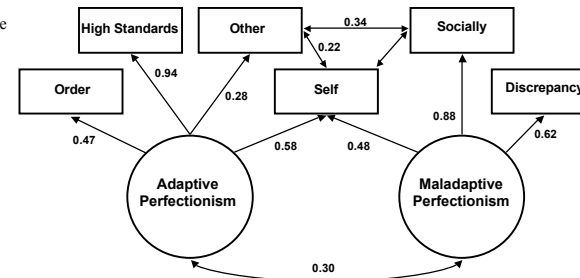 e
High Standards
Other
0.34
Socially
0.22
0.94
Order
0.28
Self
0.88
Discrepancy
0.47
0.58
0.48
0.62
Adaptive
Perfectionism
Maladaptive
Perfectionism
0.30